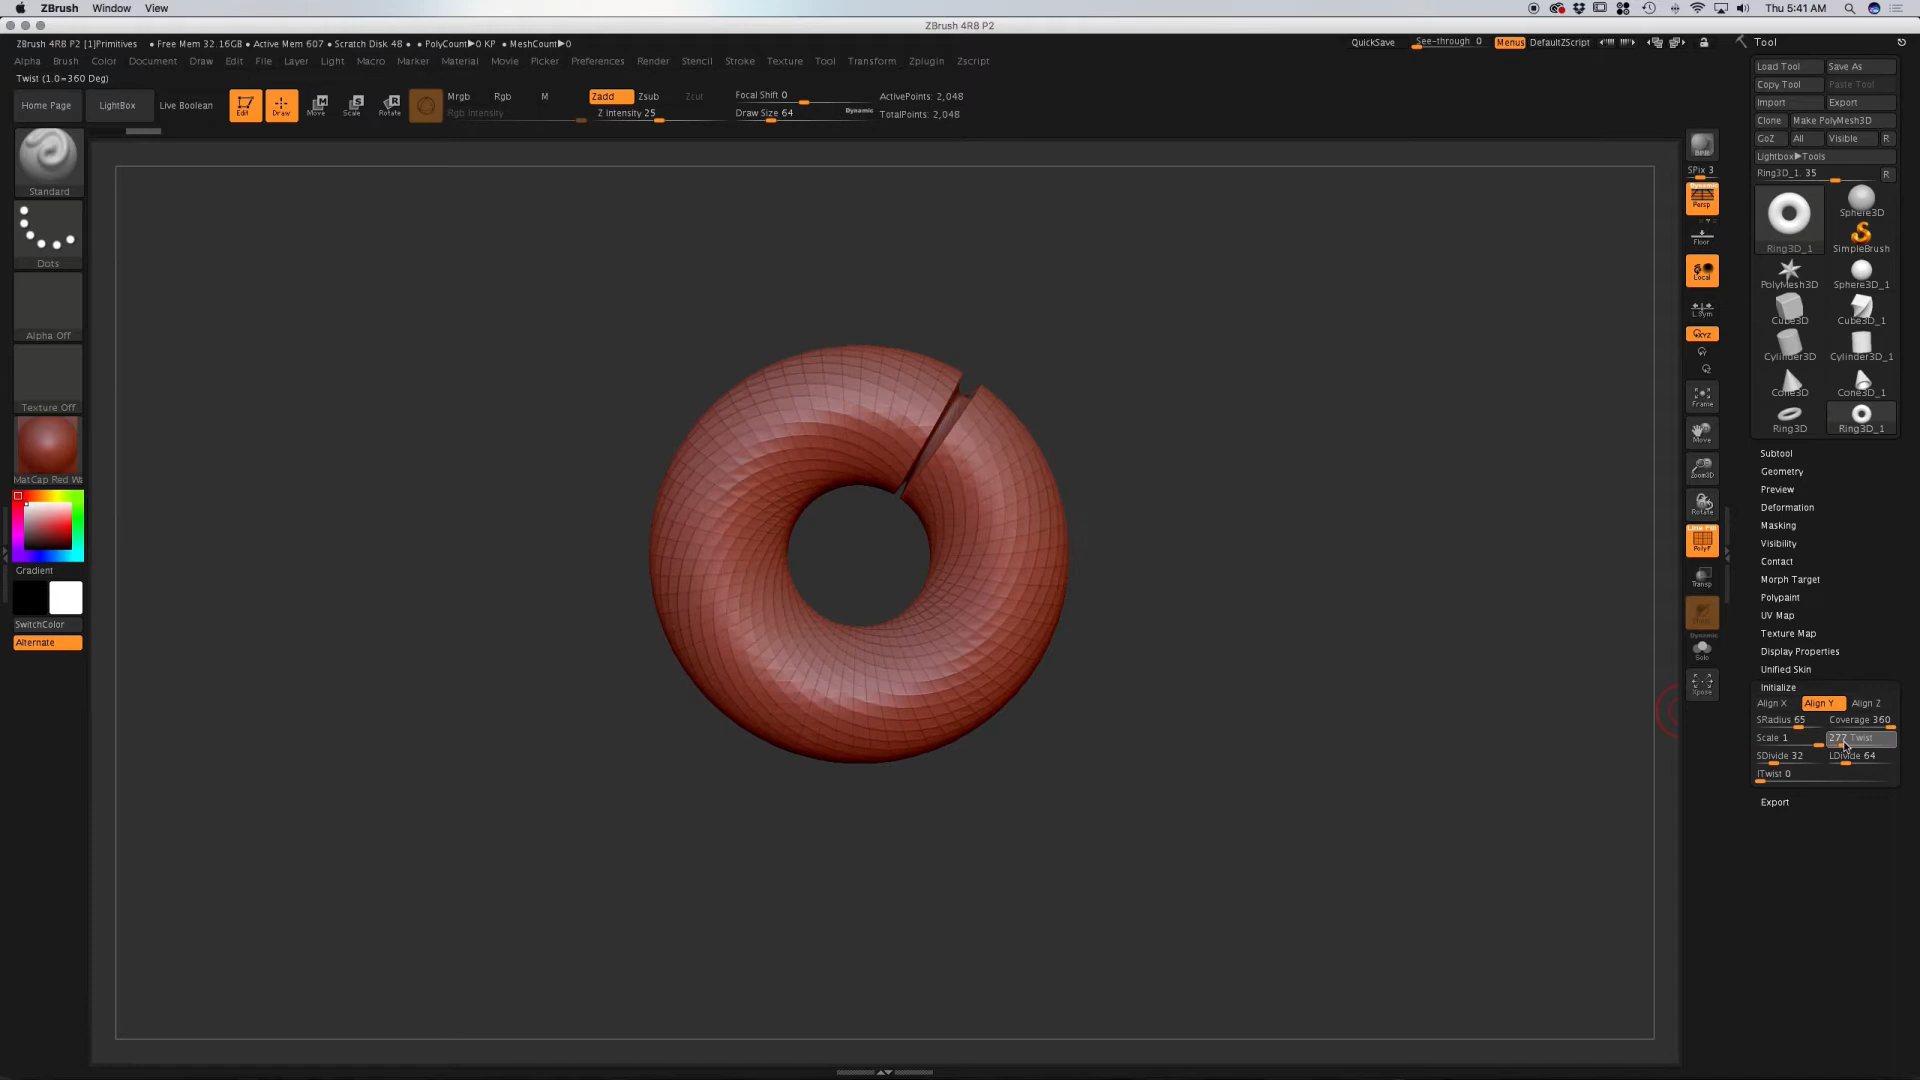 ZBrush Window View Thu 5:41 AM
ZBrush 4R8 P2
ZBrush 4R8 P2 [1]Primitives • Free Mem 32.16GB • Active Mem 607 • Scratch Disk 48 • PolyCount▶0 KP • MeshCount▶0 QuickSave See-through 0 Menus DefaultZScript
Alpha Brush Color Document Draw Edit File Layer Light Macro Marker Material Movie Picker Preferences Render Stencil Stroke Texture Tool Transform Zplugin Zscript
Twist (1.0=360 Deg)
Home Page LightBox Live Boolean Edit Draw Move Scale Rotate
Mrgb Rgb M Zadd Zsub Zcut Focal Shift 0 ActivePoints: 2,048
Rgb Intensity Z Intensity 25 Draw Size 64 Dynamic TotalPoints: 2,048
Standard
Dots
Alpha Off
Texture Off
MatCap Red Wa
Gradient
SwitchColor
Alternate
BPR
SPix 3
Dynamic
Persp
Floor
Local
L.Sym
XYZ
Frame
Move
Zoom3D
Rotate
Line Fill
PolyF
Transp
Dynamic
Solo
Xpose
Tool
Load Tool Save As
Copy Tool Paste Tool
Import Export
Clone Make PolyMesh3D
GoZ All Visible R
Lightbox▶Tools
Ring3D_1. 35 R
Ring3D_1 Sphere3D
SimpleBrush
PolyMesh3D Sphere3D_1
Cube3D Cube3D_1
Cylinder3D Cylinder3D_1
Cone3D Cone3D_1
Ring3D Ring3D_1
Subtool
Geometry
Preview
Deformation
Masking
Visibility
Contact
Morph Target
Polypaint
UV Map
Texture Map
Display Properties
Unified Skin
Initialize
Align X Align Y Align Z
SRadius 65 Coverage 360
Scale 1 277 Twist
SDivide 32 LDivide 64
ITwist 0
Export